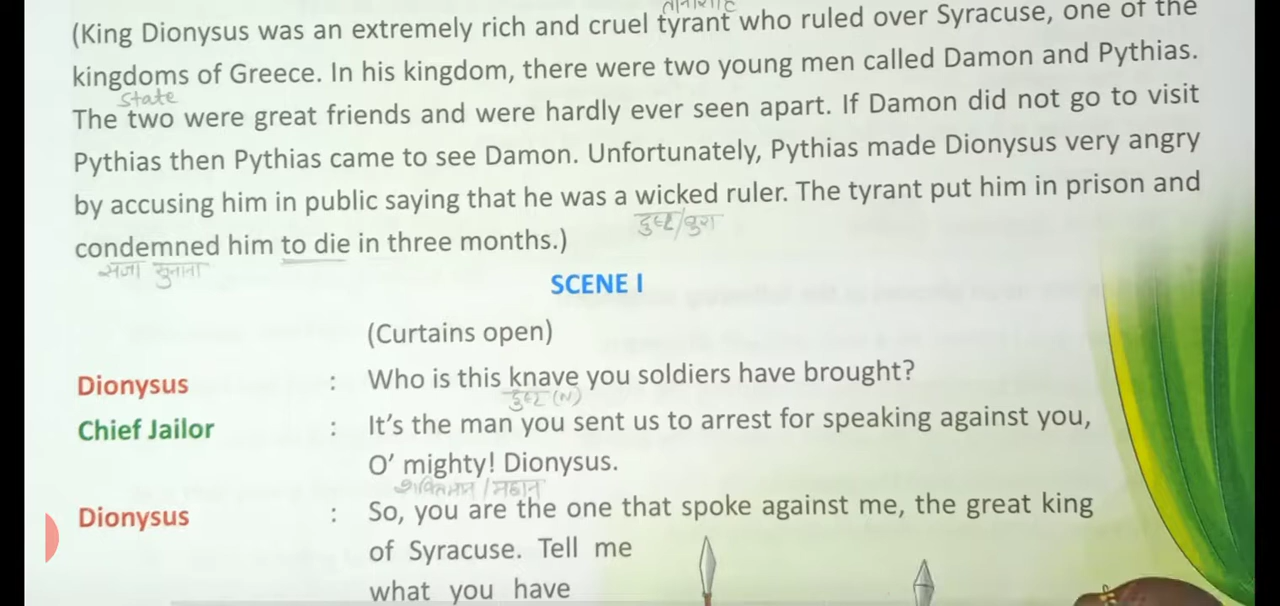 तानाशाह
(King Dionysus was an extremely rich and cruel tyrant who ruled over Syracuse, one of the
kingdoms of Greece. In his kingdom, there were two young men called Damon and Pythias.
State
The two were great friends and were hardly ever seen apart. If Damon did not go to visit
Pythias then Pythias came to see Damon. Unfortunately, Pythias made Dionysus very angry
by accusing him in public saying that he was a wicked ruler. The tyrant put him in prison and
दुष्ट/बुरा
condemned him to die in three months.)
सजा सुनाना
SCENE I
(Curtains open)
Dionysus : Who is this knave you soldiers have brought?
दुष्ट (N)
Chief Jailor : It's the man you sent us to arrest for speaking against you,
O' mighty! Dionysus.
शक्तिमान/महान
Dionysus : So, you are the one that spoke against me, the great king
of Syracuse. Tell me
what you have